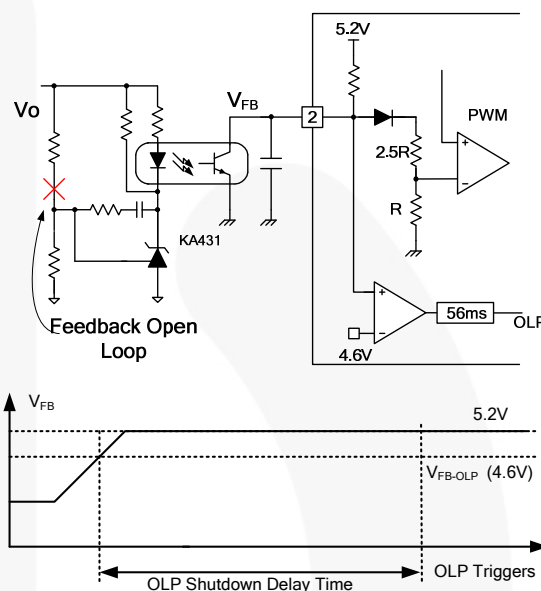 5.2V
Vo
VFB
2
PWM
2.5R
R
KA431
Feedback Open
Loop
56ms
OLP
4.6V
VFB
5.2V
VFB-OLP (4.6V)
OLP Triggers
OLP Shutdown Delay Time